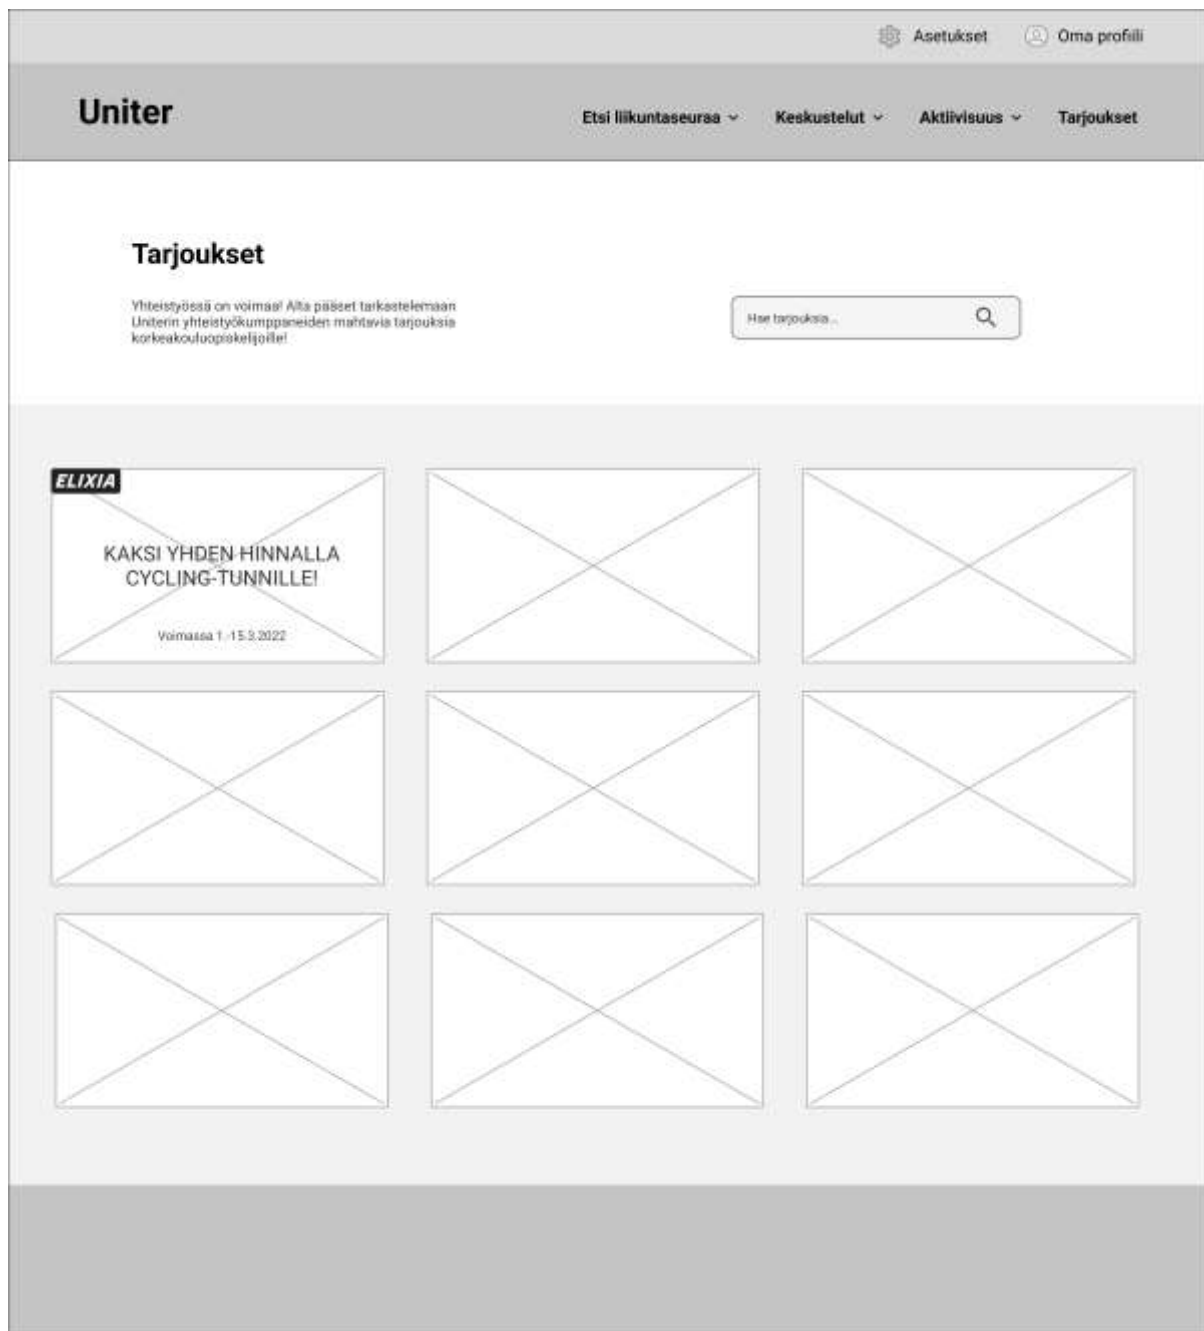 Asetukset
Oma profiili
Uniter
Etsi liikuntaseuraa
Keskustelut
Aktiivisuus
Tarjoukset
Tarjoukset
Yhteistyössä on voimaa! Alta pääset tarkastelemaan
Uniterin yhteistyökumppaneiden mahtavia tarjouksia
korkeakouluopiskelijoille!
Hae tarjouksia...
ELIXIA
KAKSI YHDEN HINNALLA
CYCLING-TUNNILLE!
Voimassa 1.-15.3.2022